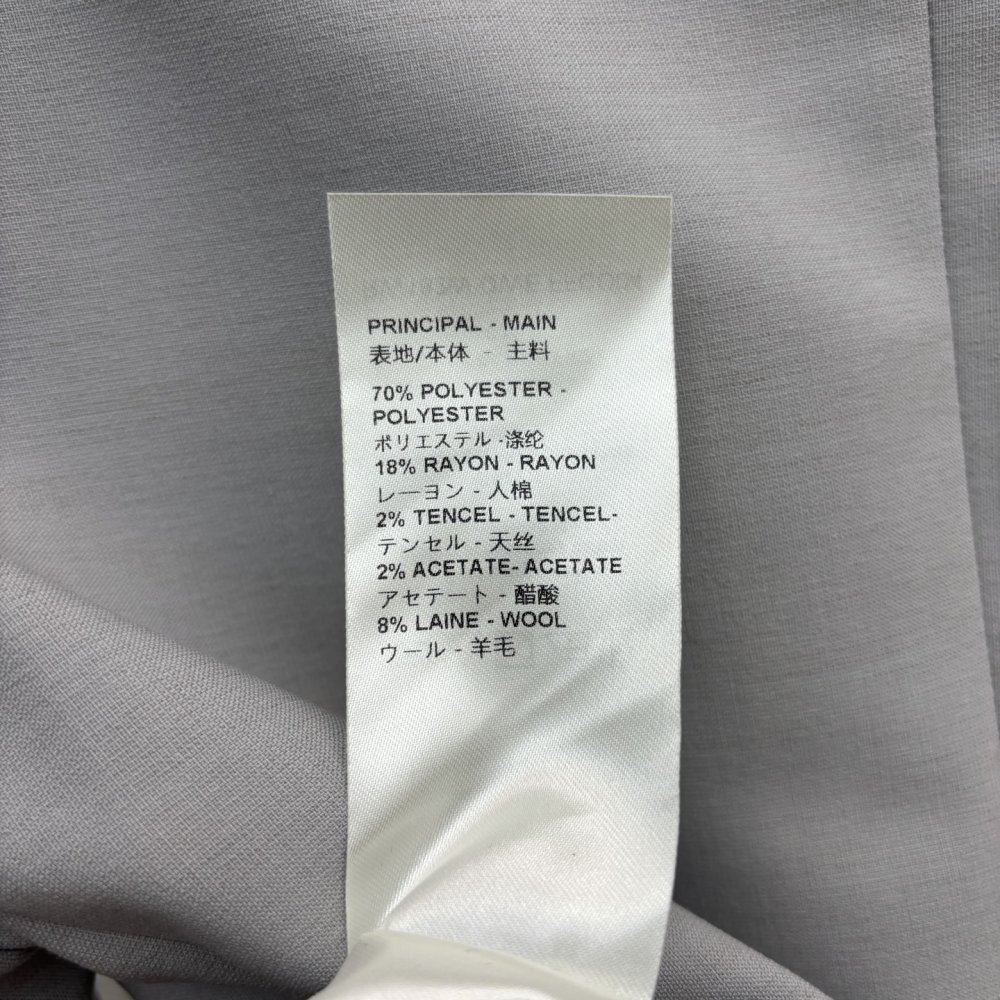 PRINCIPAL - MAIN
表地/本体 - 主料
70% POLYESTER -
POLYESTER
ポリエステル -涤纶
18% RAYON - RAYON
レーヨン - 人棉
2% TENCEL - TENCEL-
テンセル - 天丝
2% ACETATE- ACETATE
アセテート - 醋酸
8% LAINE - WOOL
ウール - 羊毛